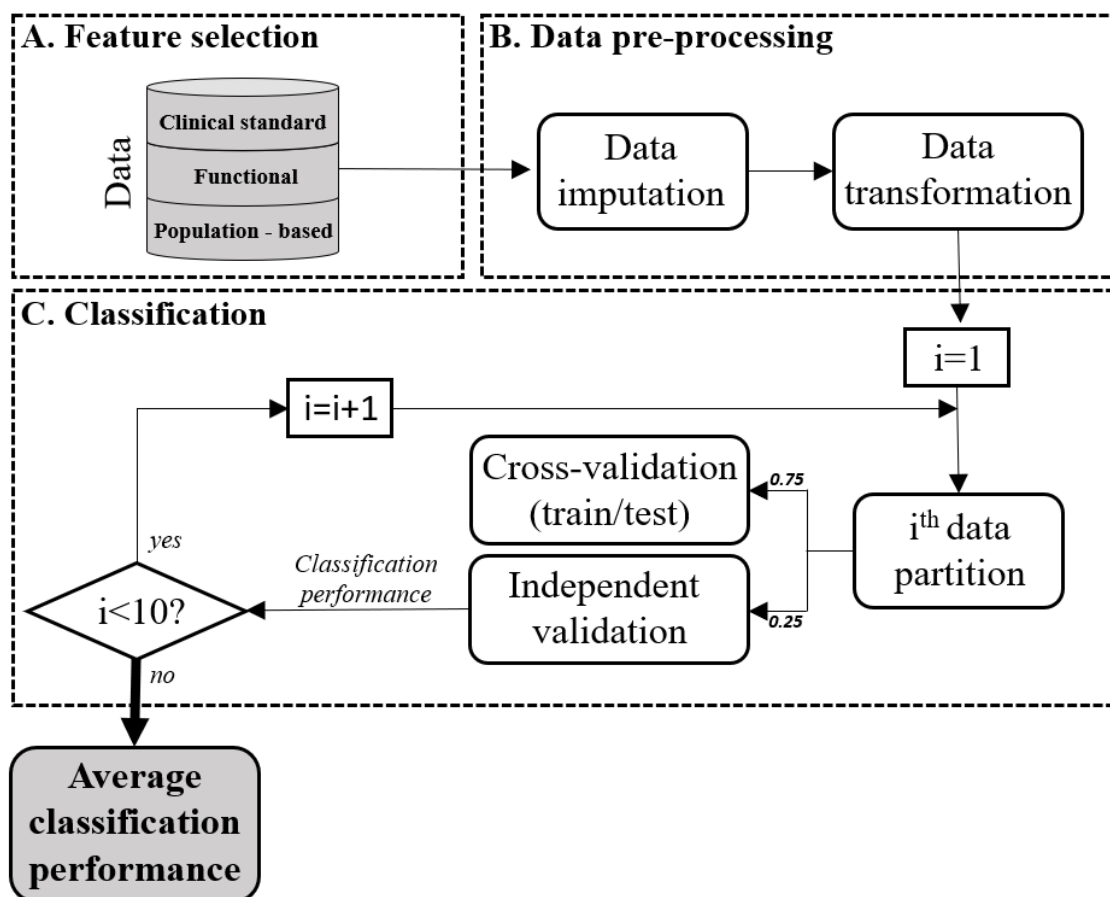 A. Feature selection
Data
Clinical standard
Functional
Population - based
B. Data pre-processing
Data
imputation
Data
transformation
C. Classification
i=1
i=i+1
Cross-validation
(train/test)
0.75
ith data
partition
yes
Classification
performance
Independent
validation
0.25
i<10?
no
Average
classification
performance